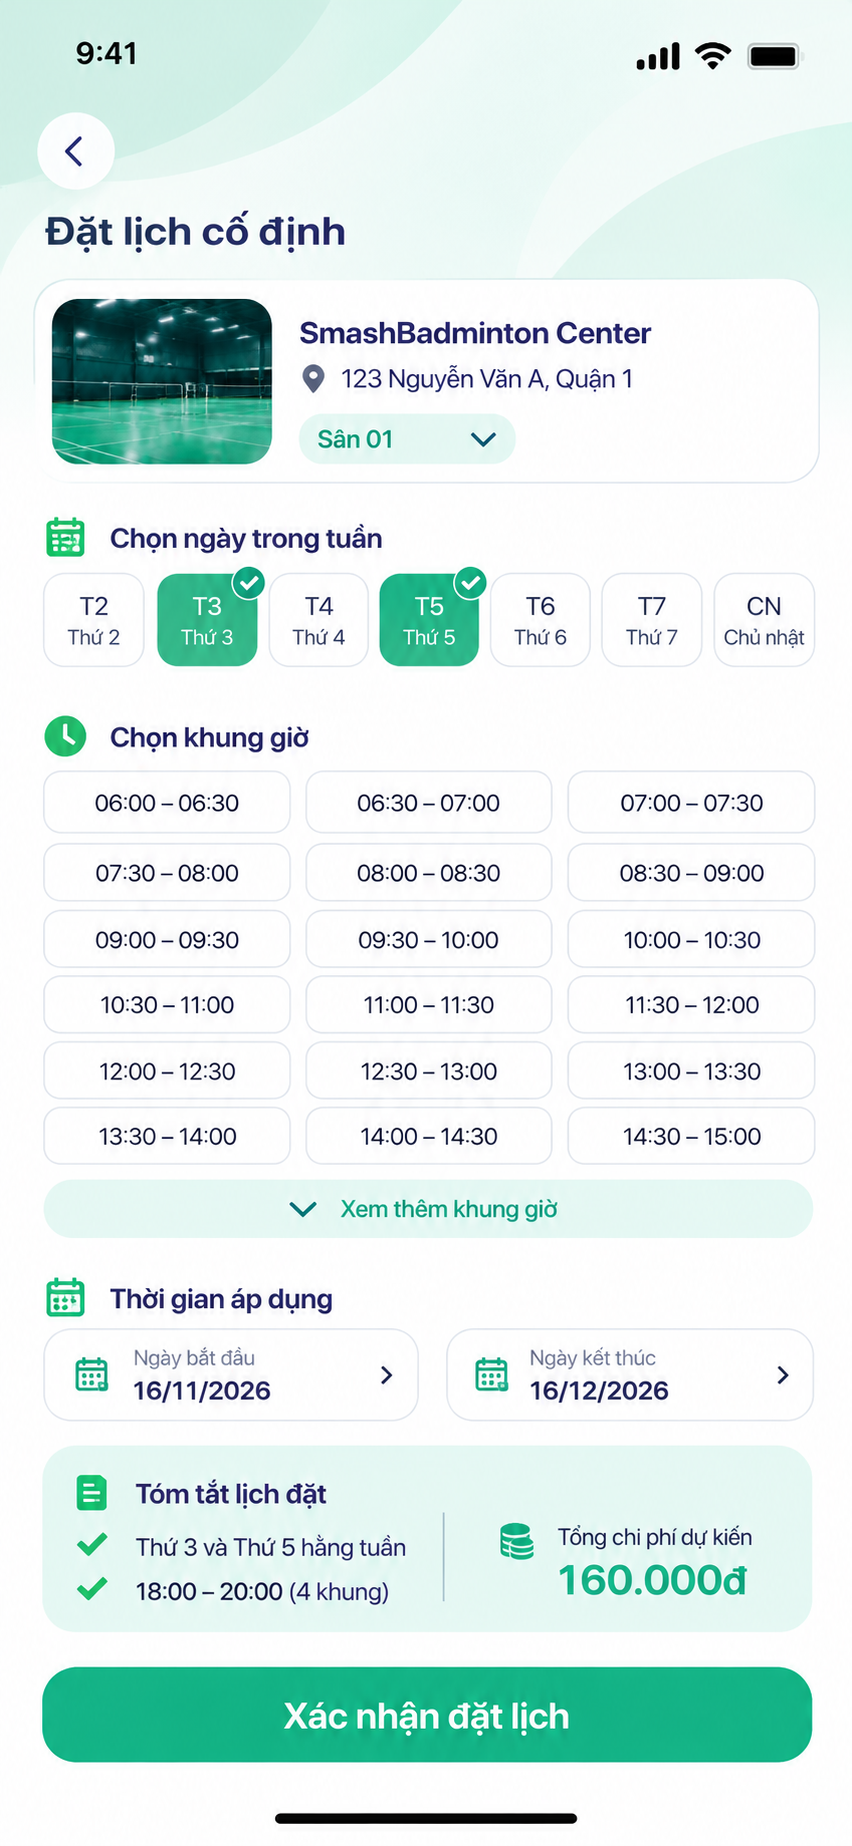 9:41
Đặt lịch cố định
SmashBadminton Center
123 Nguyễn Văn A, Quận 1
Sân 01
Chọn ngày trong tuần
T2 T3 T4 T5 T6 T7 CN
Thứ 2 Thứ 3 Thứ 4 Thứ 5 Thứ 6 Thứ 7 Chủ nhật
Chọn khung giờ
06:00 – 06:30 06:30 – 07:00 07:00 – 07:30
07:30 – 08:00 08:00 – 08:30 08:30 – 09:00
09:00 – 09:30 09:30 – 10:00 10:00 – 10:30
10:30 – 11:00 11:00 – 11:30 11:30 – 12:00
12:00 – 12:30 12:30 – 13:00 13:00 – 13:30
13:30 – 14:00 14:00 – 14:30 14:30 – 15:00
Xem thêm khung giờ
Thời gian áp dụng
Ngày bắt đầu
16/11/2026
Ngày kết thúc
16/12/2026
Tóm tắt lịch đặt
Thứ 3 và Thứ 5 hằng tuần
18:00 – 20:00 (4 khung)
Tổng chi phí dự kiến
160.000đ
Xác nhận đặt lịch